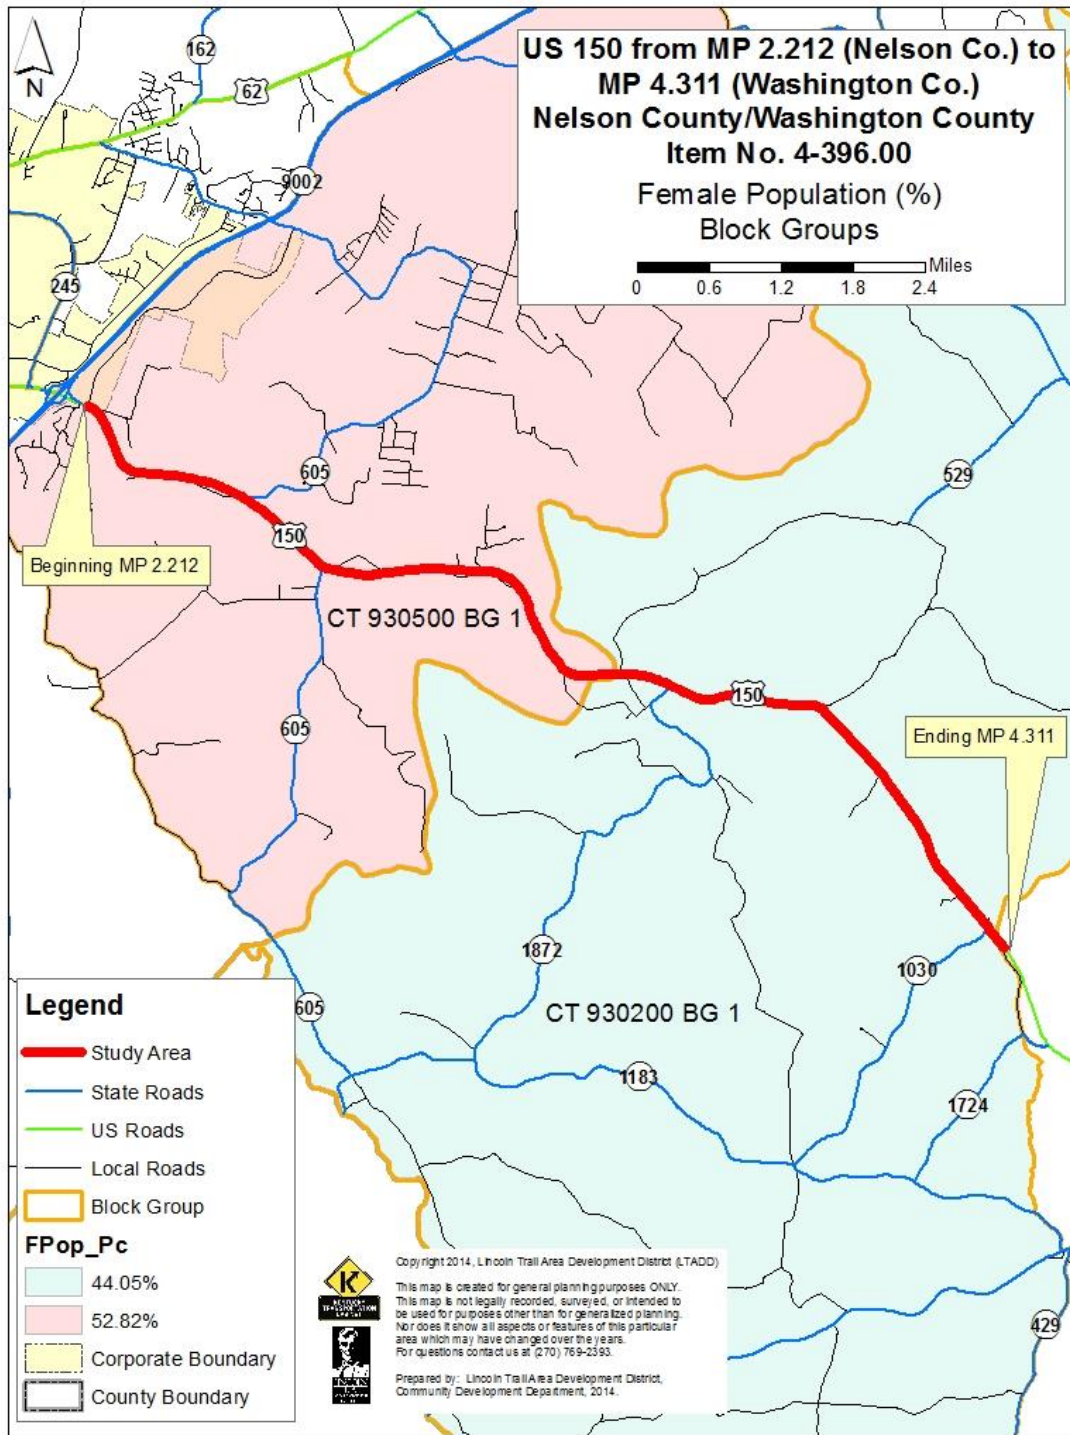 N
162
62
9002
245
US 150 from MP 2.212 (Nelson Co.) to
MP 4.311 (Washington Co.)
Nelson County/Washington County
Item No. 4-396.00
Female Population (%)
Block Groups
Miles
0 0.6 1.2 1.8 2.4
529
605
150
Beginning MP 2.212
CT 930500 BG 1
150
605
Ending MP 4.311
1872
1030
605
CT 930200 BG 1
1183
1724
429
Legend
Study Area
State Roads
US Roads
Local Roads
Block Group
FPop_Pc
44.05%
52.82%
Corporate Boundary
County Boundary
KENTUCKY
TRANSPORTATION
Copyright 2014, Lincoln Trail Area Development District (LTADD)
This map is created for general planning purposes ONLY.
This map is not legally recorded, surveyed, or intended to
be used for purposes other than for generalized planning.
Nor does it show all aspects or features of this particular
area which may have changed over the years.
For questions contact us at (270) 769-2393.
Prepared by: Lincoln Trail Area Development District,
Community Development Department, 2014.